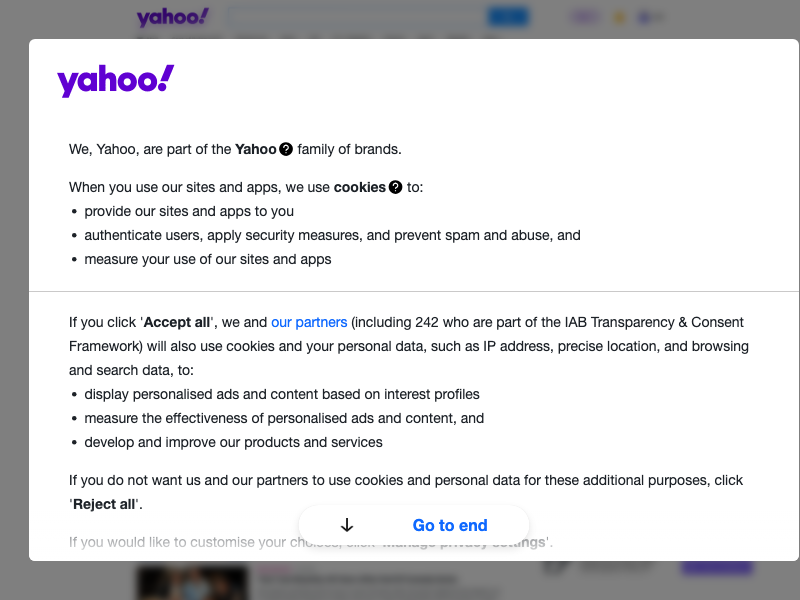 yahoo!
yahoo!
We, Yahoo, are part of the Yahoo? family of brands.
When you use our sites and apps, we use cookies? to:
• provide our sites and apps to you
• authenticate users, apply security measures, and prevent spam and abuse, and
• measure your use of our sites and apps
If you click 'Accept all', we and our partners (including 242 who are part of the IAB Transparency & Consent
Framework) will also use cookies and your personal data, such as IP address, precise location, and browsing
and search data, to:
• display personalised ads and content based on interest profiles
• measure the effectiveness of personalised ads and content, and
• develop and improve our products and services
If you do not want us and our partners to use cookies and personal data for these additional purposes, click
'Reject all'.
↓ Go to end
If you would like to customise your choices, click 'Manage privacy settings'.